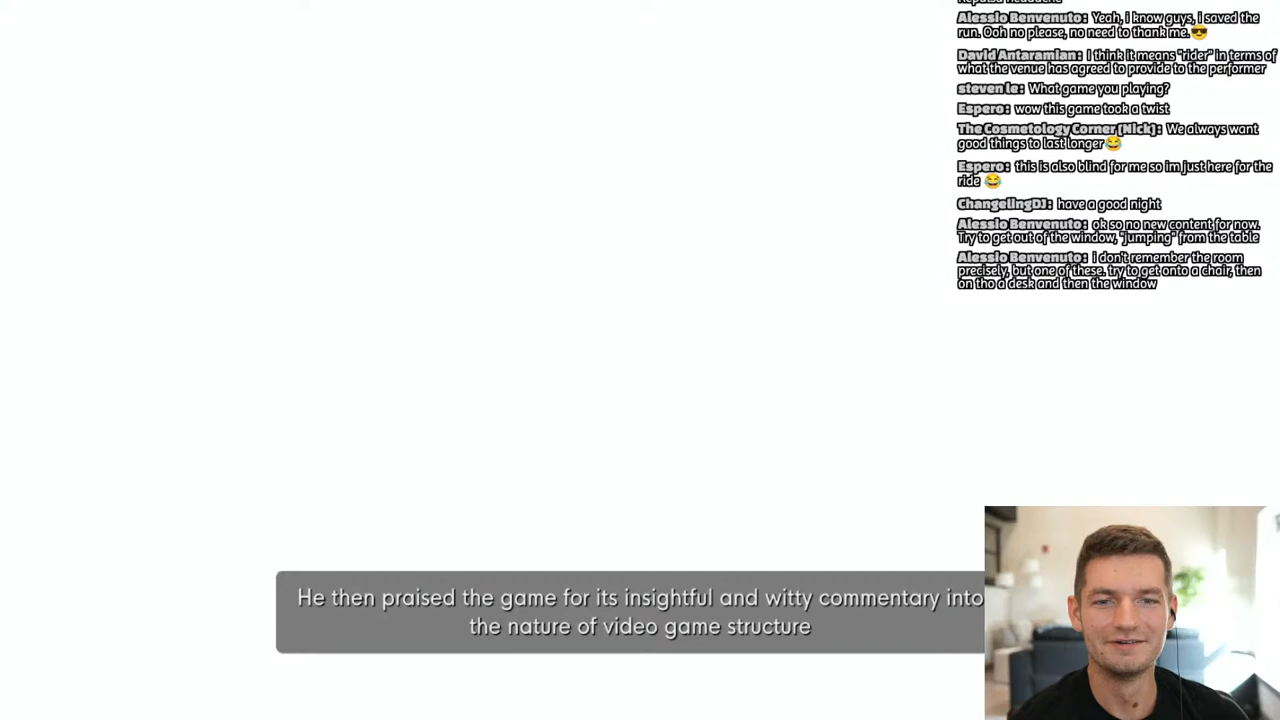 Alessio Benvenuto: Yeah, i know guys, i saved the
run. Ooh no please, no need to thank me. 😎
David Antaramian: I think it means "rider" in terms of
what the venue has agreed to provide to the performer
steven le: What game you playing?
Espero: wow this game took a twist
The Cosmetology Corner (Nick): We always want
good things to last longer 😂
Espero: this is also blind for me so im just here for the
ride 😂
ChangelingDJ: have a good night
Alessio Benvenuto: ok so no new content for now.
Try to get out of the window, "jumping" from the table
Alessio Benvenuto: i don't remember the room
precisely, but one of these. try to get onto a chair, then
on tho a desk and then the window
He then praised the game for its insightful and witty commentary into
the nature of video game structure